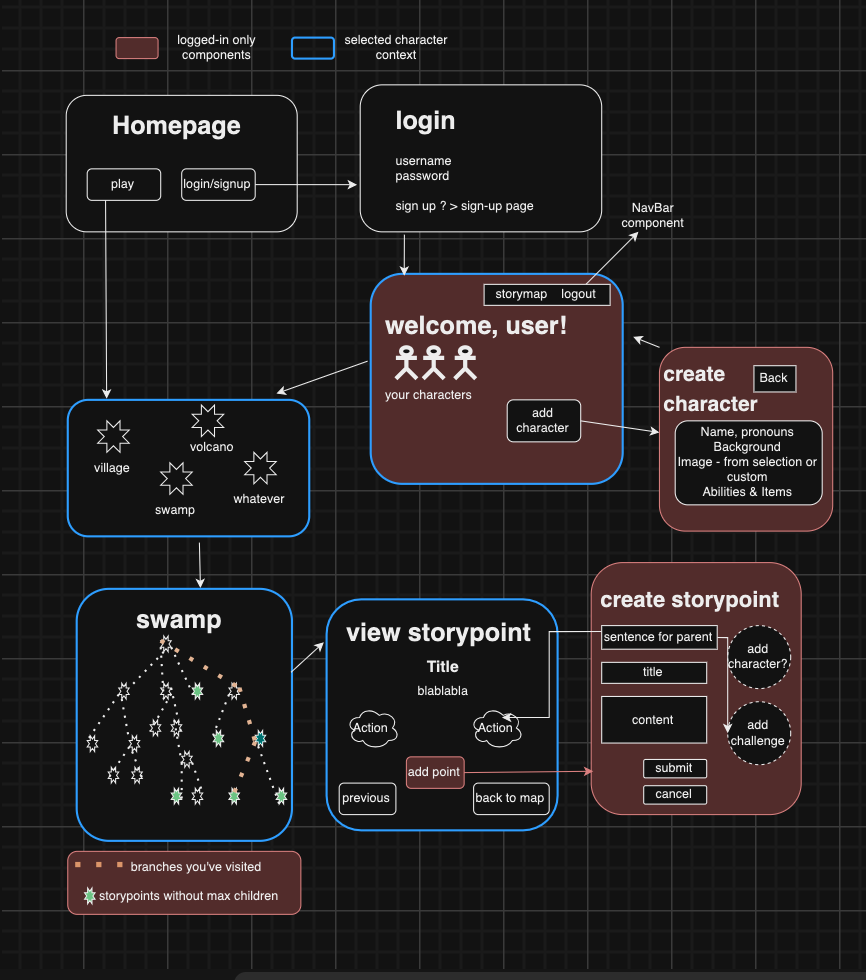 logged-in only
components
selected character
context
Homepage
play
login/signup
login
username
password
sign up ? > sign-up page
NavBar
component
storymap logout
welcome, user!
your characters
add
character
create
character
Back
Name, pronouns
Background
Image - from selection or
custom
Abilities & Items
volcano
village
swamp
whatever
swamp
view storypoint
Title
blablabla
Action
Action
add point
previous
back to map
create storypoint
sentence for parent
title
content
submit
cancel
add
character?
add
challenge
branches you've visited
storypoints without max children